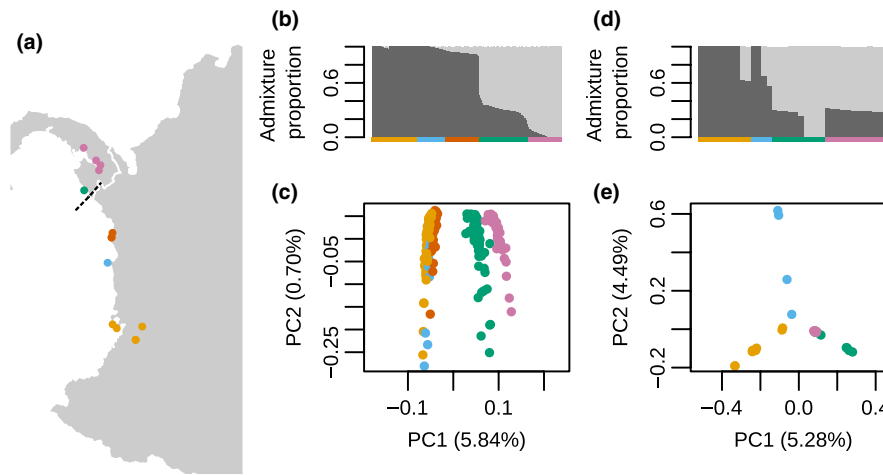 (a)
(b)
Admixture
proportion
0.0
0.6
(d)
Admixture
proportion
0.0
0.6
(c)
PC2 (0.70%)
−0.25
−0.05
−0.1
0.1
PC1 (5.84%)
(e)
PC2 (4.49%)
−0.2
0.2
0.6
−0.4
0.0
0.4
PC1 (5.28%)